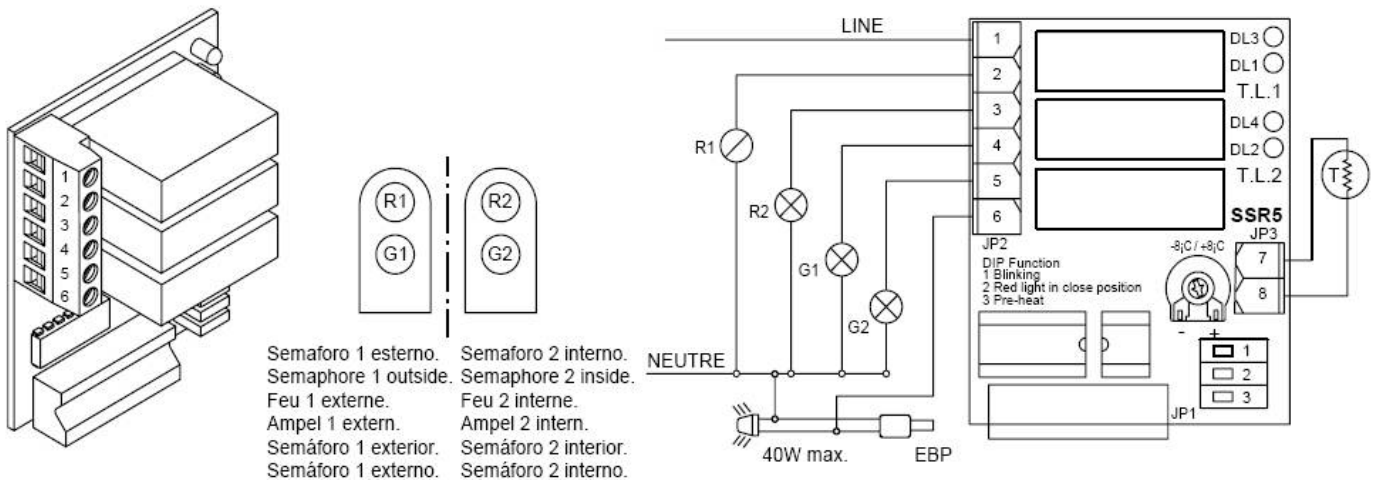 1
2
3
4
5
6
R1
G1
R2
G2
Semaforo 1 esterno.
Semaphore 1 outside.
Feu 1 externe.
Ampel 1 extern.
Semáforo 1 exterior.
Semáforo 1 externo.
Semaforo 2 interno.
Semaphore 2 inside.
Feu 2 interne.
Ampel 2 intern.
Semáforo 2 interior.
Semáforo 2 interno.
LINE
R1
R2
G1
G2
NEUTRE
40W max.
EBP
1
2
3
4
5
6
JP2
DL3
DL1
T.L.1
DL4
DL2
T.L.2
SSR5
JP3
7
8
T
-8¡C / +8¡C
- +
DIP Function
1 Blinking
2 Red light in close position
3 Pre-heat
1
2
3
JP1